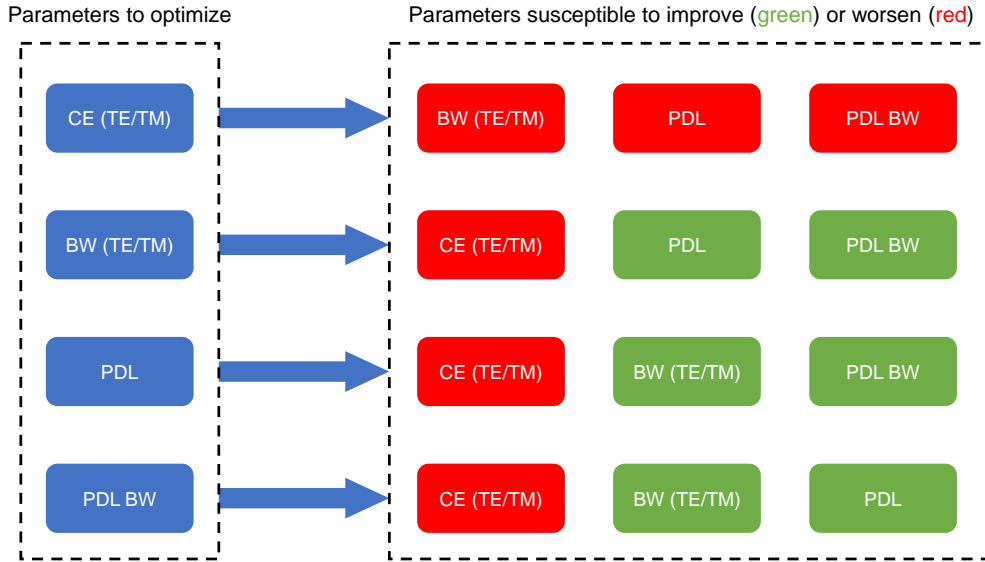 Parameters to optimize
Parameters susceptible to improve (green) or worsen (red)
CE (TE/TM)
BW (TE/TM)
PDL
PDL BW
BW (TE/TM)
CE (TE/TM)
PDL
PDL BW
PDL
CE (TE/TM)
BW (TE/TM)
PDL BW
PDL BW
CE (TE/TM)
BW (TE/TM)
PDL